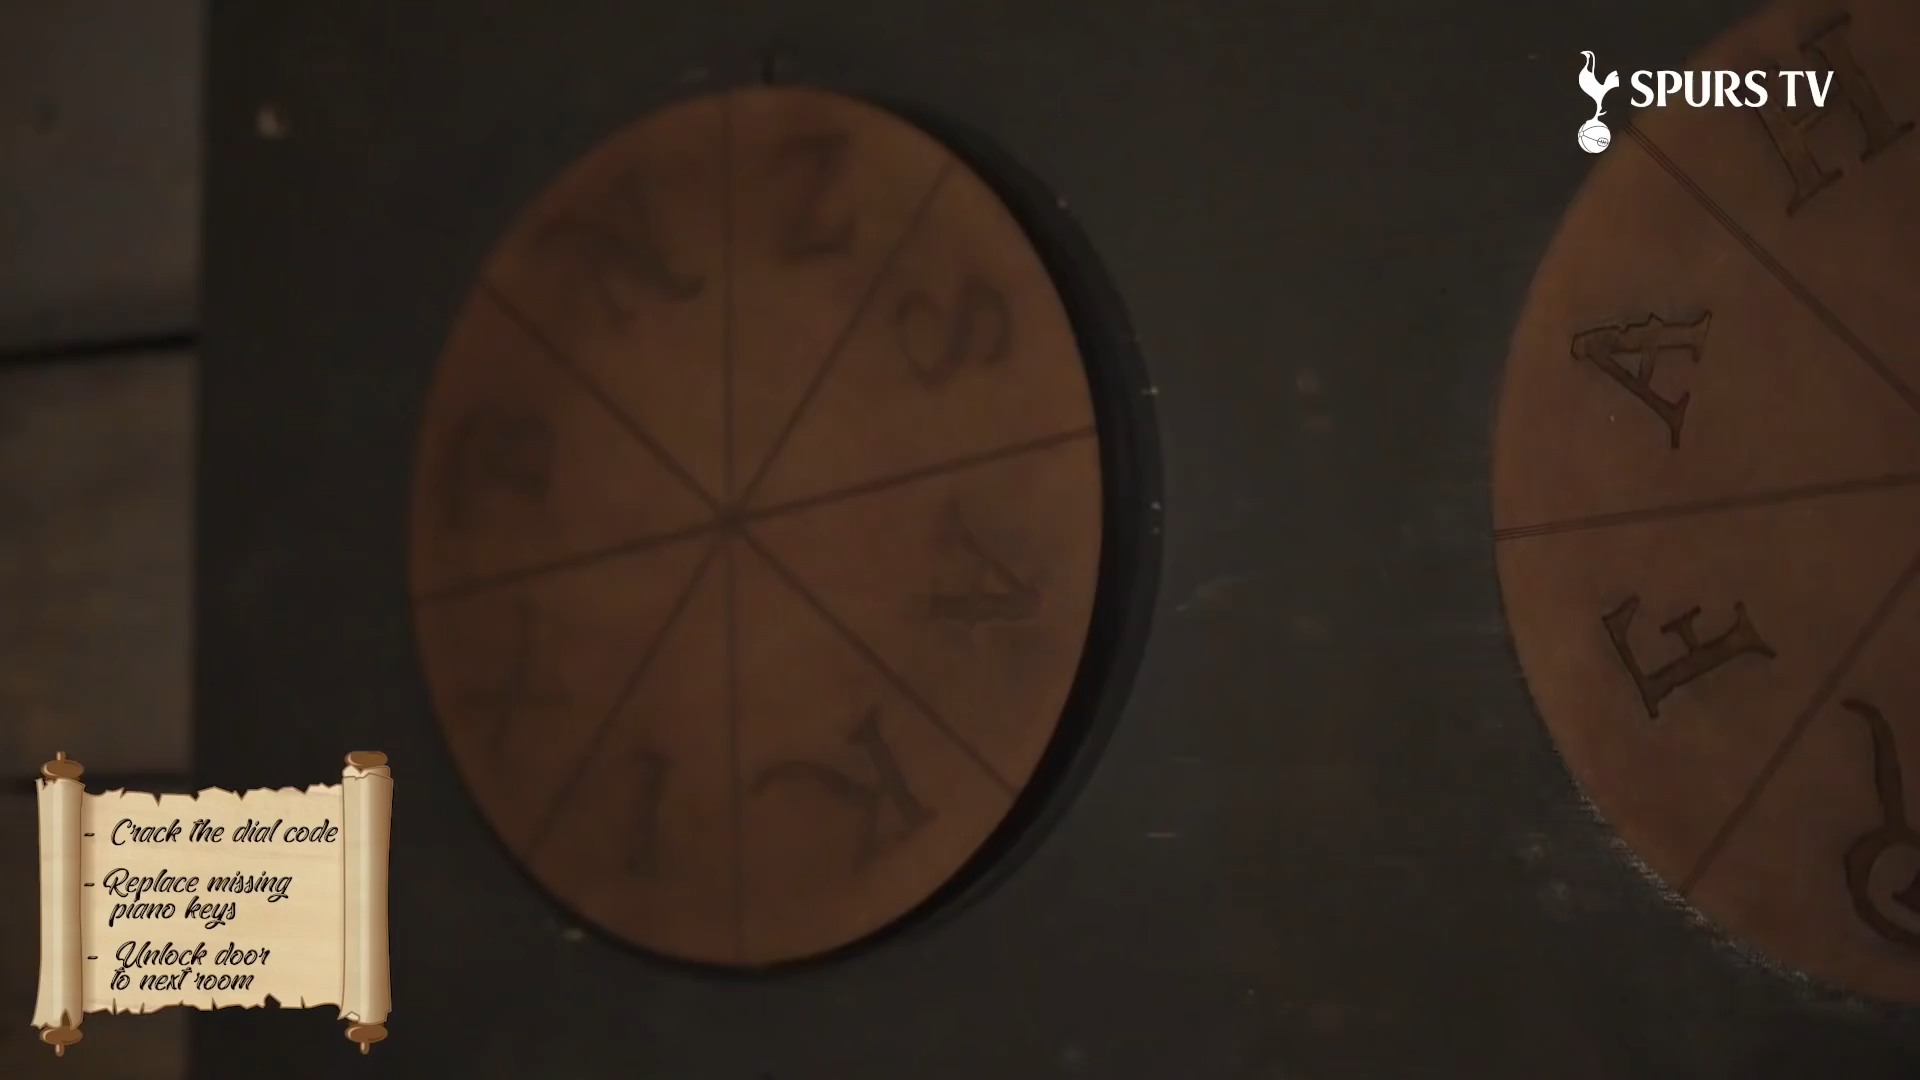 SPURS TV
S
A
K
H
A
E
- Crack the dial code
- Replace missing
piano keys
- Unlock door
to next room